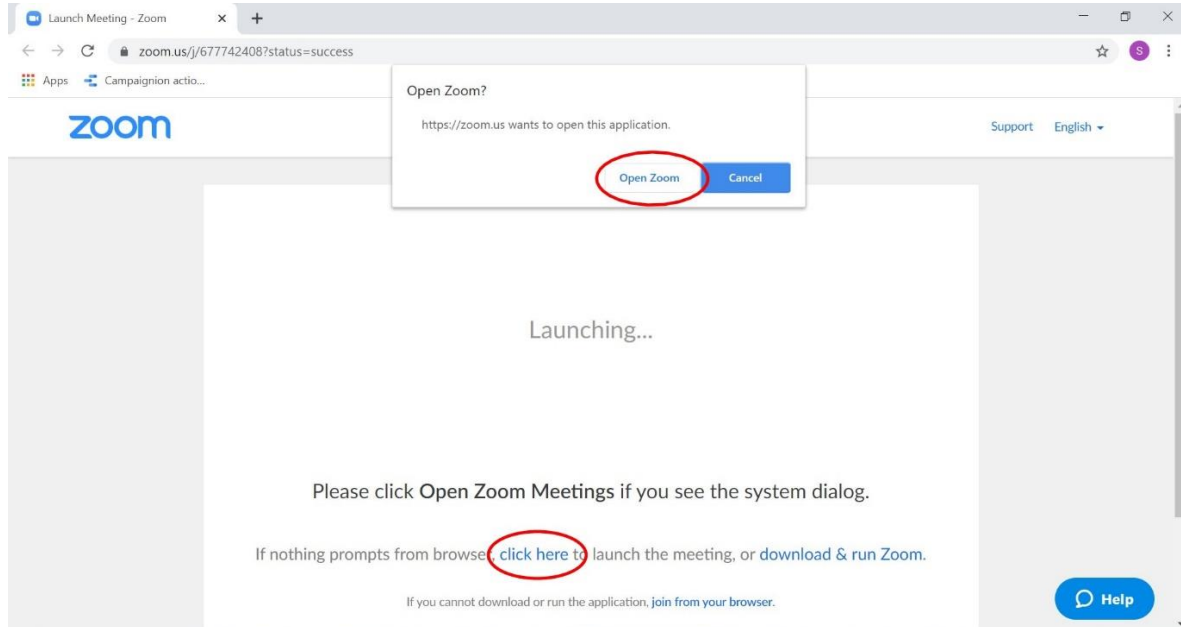 Launch Meeting - Zoom
zoom.us/j/677742408?status=success
S
Apps Campaignion actio...
Open Zoom?
https://zoom.us wants to open this application.
Open Zoom Cancel
zoom
Support English
Launching...
Please click Open Zoom Meetings if you see the system dialog.
If nothing prompts from browser, click here to launch the meeting, or download & run Zoom.
If you cannot download or run the application, join from your browser.
Help